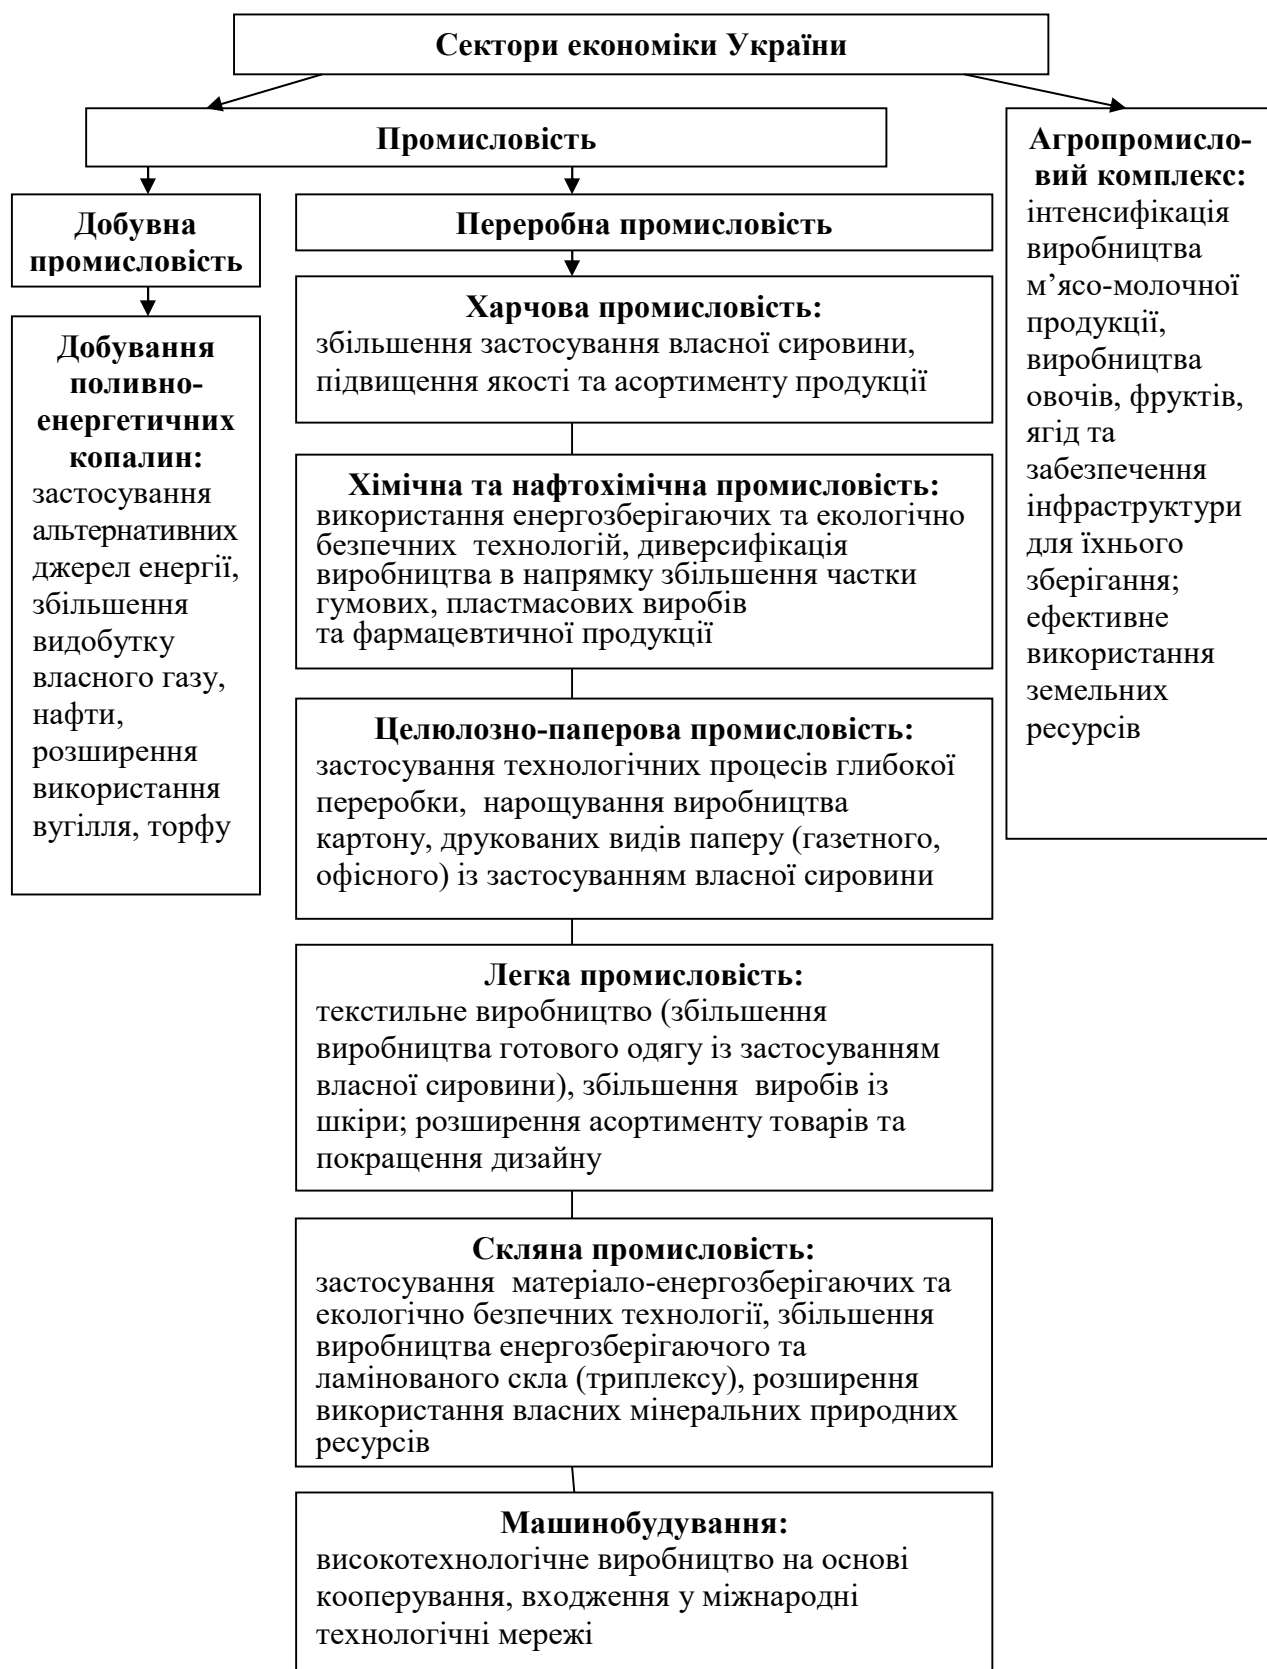 Сектори економіки України
Промисловість
Добувна
промисловість
Добування
поливно-
енергетичних
копалин:
застосування
альтернативних
джерел енергії,
збільшення
видобутку
власного газу,
нафти,
розширення
використання
вугілля, торфу
Переробна промисловість
Харчова промисловість:
збільшення застосування власної сировини,
підвищення якості та асортименту продукції
Хімічна та нафтохімічна промисловість:
використання енергозберігаючих та екологічно
безпечних  технологій, диверсифікація
виробництва в напрямку збільшення частки
гумових, пластмасових виробів
та фармацевтичної продукції
Целюлозно-паперова промисловість:
застосування технологічних процесів глибокої
переробки,  нарощування виробництва
картону, друкованих видів паперу (газетного,
офісного) із застосуванням власної сировини
Легка промисловість:
текстильне виробництво (збільшення
виробництва готового одягу із застосуванням
власної сировини), збільшення  виробів із
шкіри; розширення асортименту товарів та
покращення дизайну
Скляна промисловість:
застосування  матеріало-енергозберігаючих та
екологічно безпечних технології, збільшення
виробництва енергозберігаючого та
ламінованого скла (триплексу), розширення
використання власних мінеральних природних
ресурсів
Машинобудування:
високотехнологічне виробництво на основі
кооперування, входження у міжнародні
технологічні мережі
Агропромисло-
вий комплекс:
інтенсифікація
виробництва
м’ясо-молочної
продукції,
виробництва
овочів, фруктів,
ягід та
забезпечення
інфраструктури
для їхнього
зберігання;
ефективне
використання
земельних
ресурсів